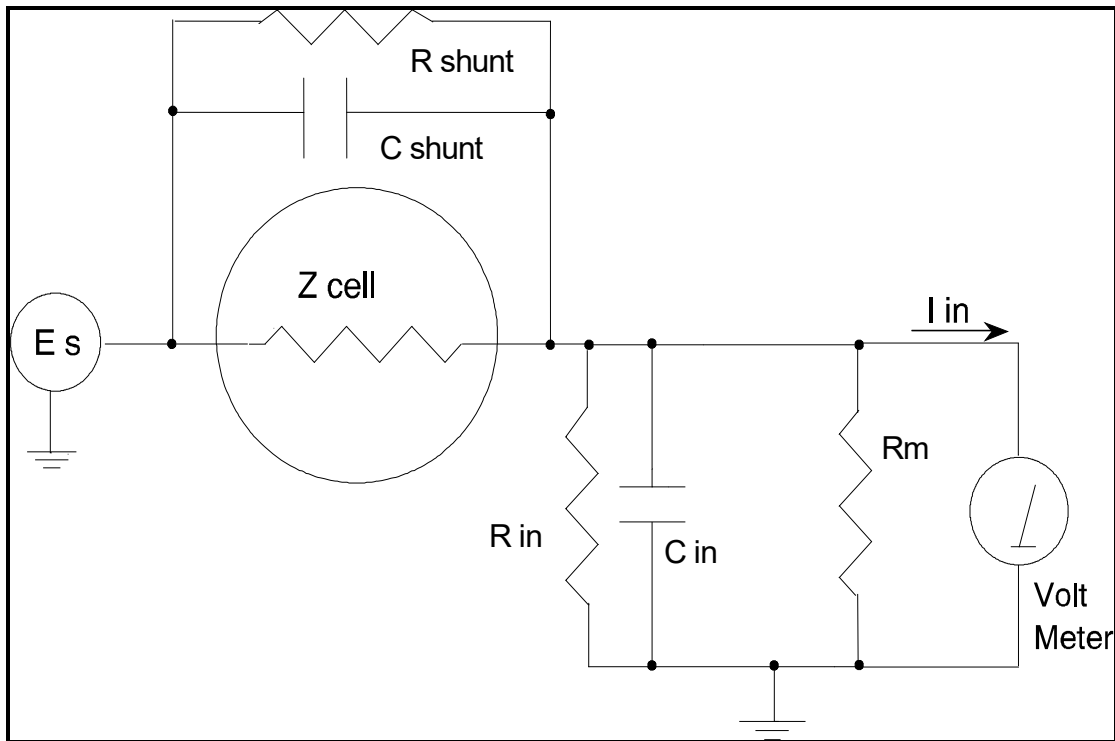 R shunt
C shunt
Z cell
E s
I in
Rm
R in
C in
Volt
Meter